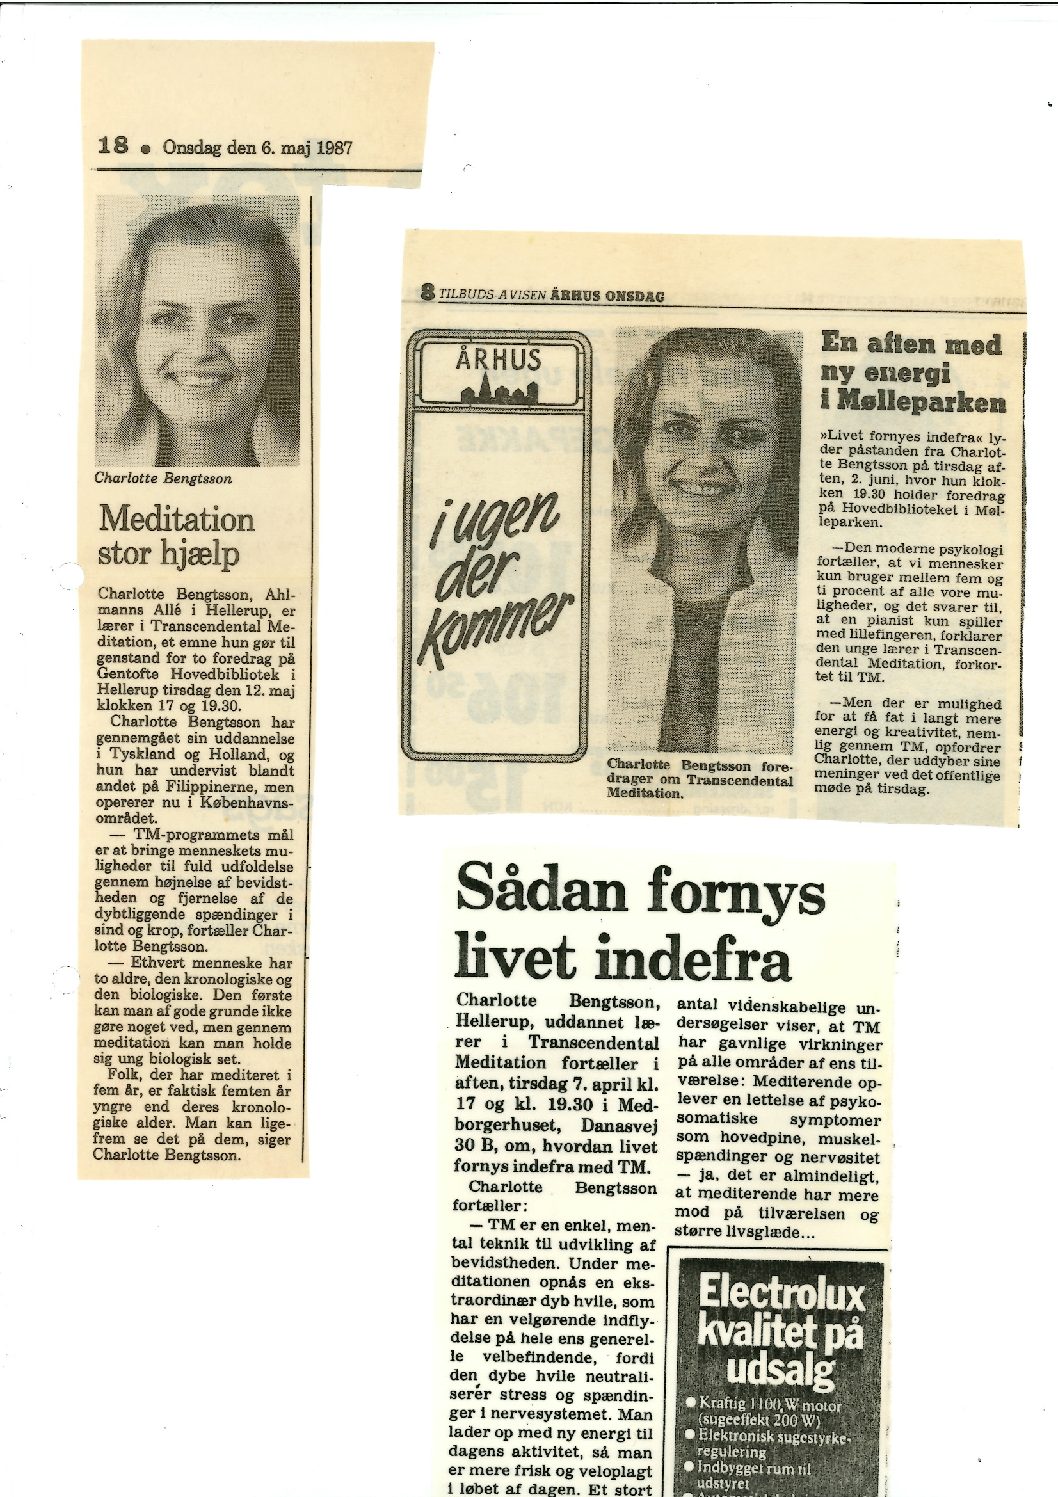 18 • Onsdag den 6. maj 1987
Charlotte Bengtsson
Meditation
stor hjælp
Charlotte Bengtsson, Ahl-
manns Allé i Hellerup, er
lærer i Transcendental Me-
ditation, et emne hun gør til
genstand for to foredrag på
Gentofte Hovedbibliotek i
Hellerup tirsdag den 12. maj
klokken 17 og 19.30.
Charlotte Bengtsson har
gennemgået sin uddannelse
i Tyskland og Holland, og
hun har undervist blandt
andet på Filippinerne, men
opererer nu i Københavns-
området.
— TM-programmets mål
er at bringe menneskets mu-
ligheder til fuld udfoldelse
gennem højnelse af bevidst-
heden og fjernelse af de
dybtliggende spændinger i
sind og krop, fortæller Char-
lotte Bengtsson.
— Ethvert menneske har
to aldre, den kronologiske og
den biologiske. Den første
kan man af gode grunde ikke
gøre noget ved, men gennem
meditation kan man holde
sig ung biologisk set.
Folk, der har mediteret i
fem år, er faktisk femten år
yngre end deres kronolo-
giske alder. Man kan lige-
frem se det på dem, siger
Charlotte Bengtsson.
8 TILBUDS-AVISEN ÅRHUS ONSDAG
ÅRHUS
i ugen
der
kommer
Charlotte Bengtsson fore-
drager om Transcendental
Meditation.
En aften med
ny energi
i Mølleparken
»Livet fornyes indefra« ly-
der påstanden fra Charlot-
te Bengtsson på tirsdag af-
ten, 2. juni, hvor hun klok-
ken 19.30 holder foredrag
på Hovedbiblioteket i Møl-
leparken.
—Den moderne psykologi
fortæller, at vi mennesker
kun bruger mellem fem og
ti procent af alle vore mu-
ligheder, og det svarer til,
at en pianist kun spiller
med lillefingeren, forklarer
den unge lærer i Transcen-
dental Meditation, forkor-
tet til TM.
—Men der er mulighed
for at få fat i langt mere
energi og kreativitet, nem-
lig gennem TM, opfordrer
Charlotte, der uddyber sine
meninger ved det offentlige
møde på tirsdag.
Sådan fornys
livet indefra
Charlotte Bengtsson,
Hellerup, uddannet læ-
rer i Transcendental
Meditation fortæller i
aften, tirsdag 7. april kl.
17 og kl. 19.30 i Med-
borgerhuset, Danasvej
30 B, om, hvordan livet
fornys indefra med TM.
Charlotte Bengtsson
fortæller:
— TM er en enkel, men-
tal teknik til udvikling af
bevidstheden. Under me-
ditationen opnås en eks-
traordinær dyb hvile, som
har en velgørende indfly-
delse på hele ens generel-
le velbefindende, fordi
den dybe hvile neutrali-
serer stress og spændin-
ger i nervesystemet. Man
lader op med ny energi til
dagens aktivitet, så man
er mere frisk og veloplagt
i løbet af dagen. Et stort
antal videnskabelige un-
dersøgelser viser, at TM
har gavnlige virkninger
på alle områder af ens til-
værelse: Mediterende op-
lever en lettelse af psyko-
somatiske symptomer
som hovedpine, muskel-
spændinger og nervøsitet
— ja, det er almindeligt,
at mediterende har mere
mod på tilværelsen og
større livsglæde...
Electrolux
kvalitet på
udsalg
● Kraftig 1100 W motor
(sugeeffekt 200 W)
● Elektronisk sugestyrke-
regulering
● Indbygget rum til
udstyret